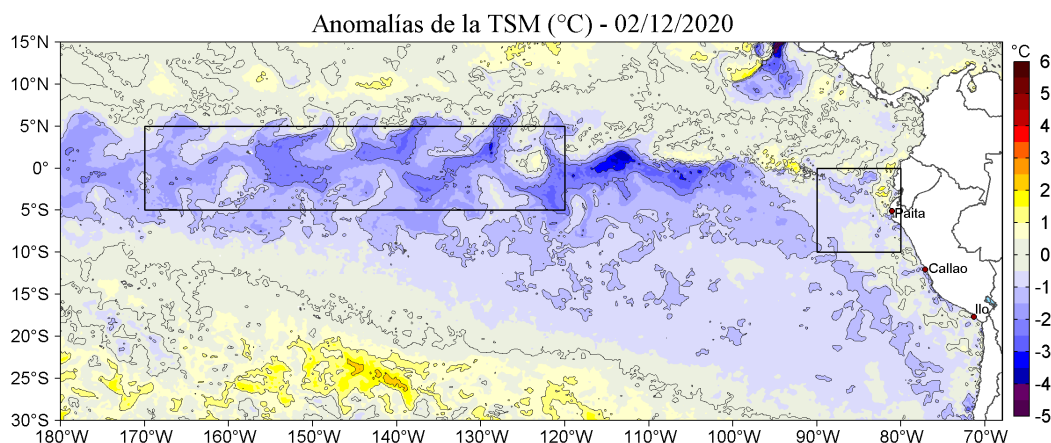 Anomalías de la TSM (°C) - 02/12/2020
15°N
10°N
5°N
0°
5°S
10°S
15°S
20°S
25°S
30°S
180°W
170°W
160°W
150°W
140°W
130°W
120°W
110°W
100°W
90°W
80°W
70°W
Paita
Callao
Ilo
°C
6
5
4
3
2
1
0
-1
-2
-3
-4
-5